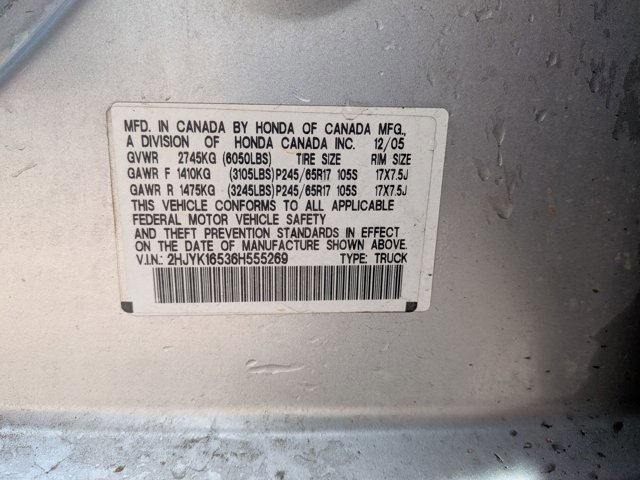 MFD. IN CANADA BY HONDA OF CANADA MFG.,
A DIVISION OF HONDA CANADA INC. 12/05
GVWR 2745KG (6050LBS) TIRE SIZE RIM SIZE
GAWR F 1410KG (3105LBS) P245/65R17 105S 17X7.5J
GAWR R 1475KG (3245LBS) P245/65R17 105S 17X7.5J
THIS VEHICLE CONFORMS TO ALL APPLICABLE
FEDERAL MOTOR VEHICLE SAFETY
AND THEFT PREVENTION STANDARDS IN EFFECT
ON THE DATE OF MANUFACTURE SHOWN ABOVE.
V.I.N.: 2HJYK16536H555269 TYPE: TRUCK